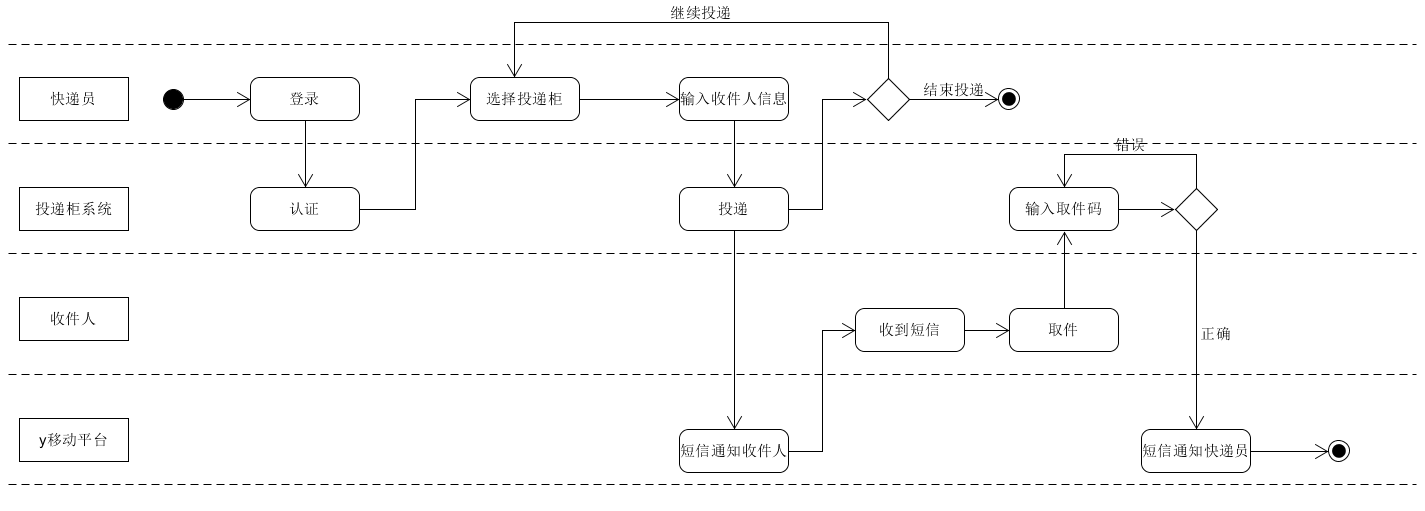 继续投递
快递员
登录
选择投递柜
输入收件人信息
结束投递
错误
投递柜系统
认证
投递
输入取件码
收件人
收到短信
取件
正确
y移动平台
短信通知收件人
短信通知快递员